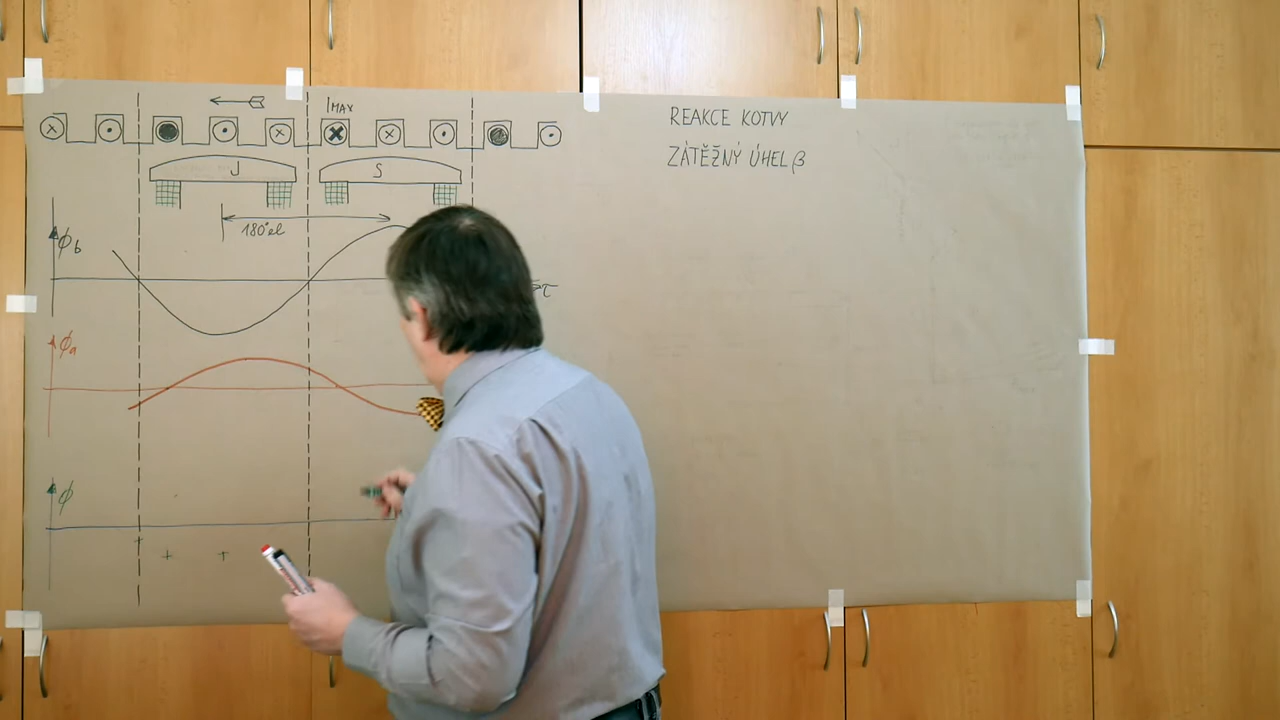 REAKCE KOTVY
ZÁTĚŽNÝ ÚHEL β
IMAX
J S
180°el
ϕb
τ
ϕa
ϕ
+ + +